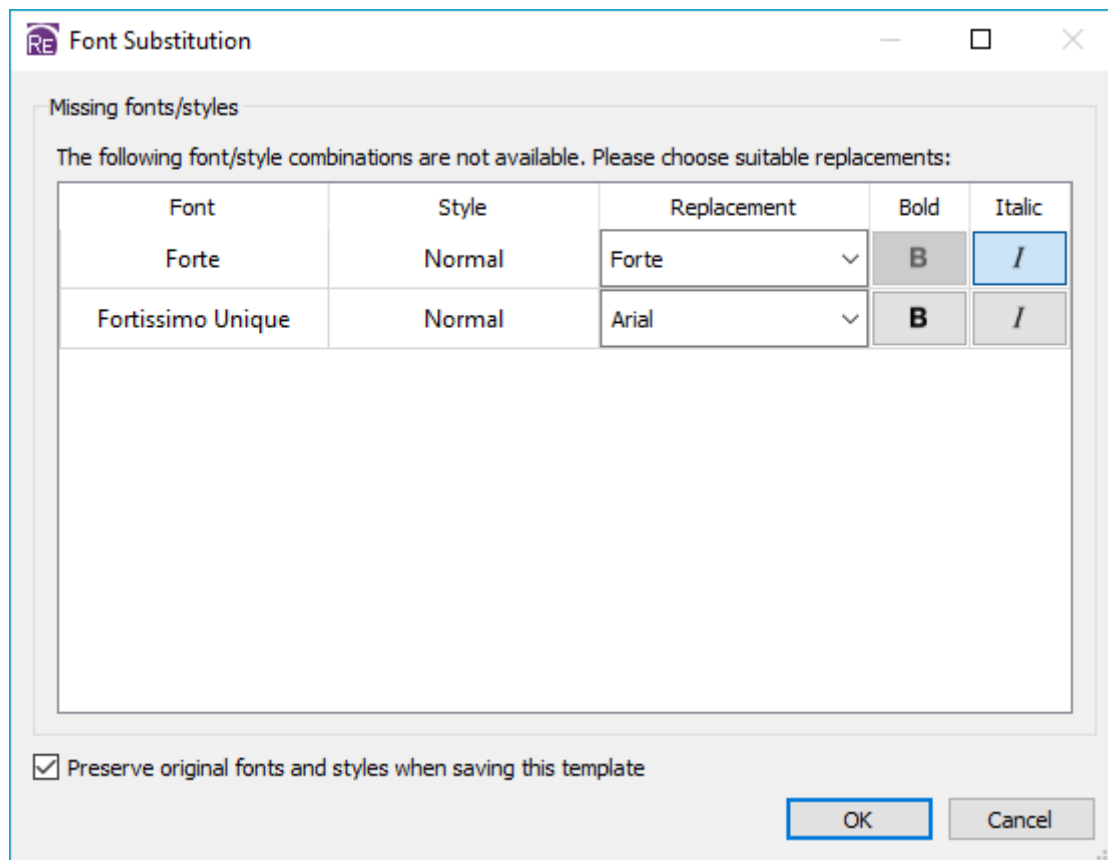 RE Font Substitution
Missing fonts/styles
The following font/style combinations are not available. Please choose suitable replacements:
Font Style Replacement Bold Italic
Forte Normal Forte B I
Fortissimo Unique Normal Arial B I
Preserve original fonts and styles when saving this template
OK Cancel